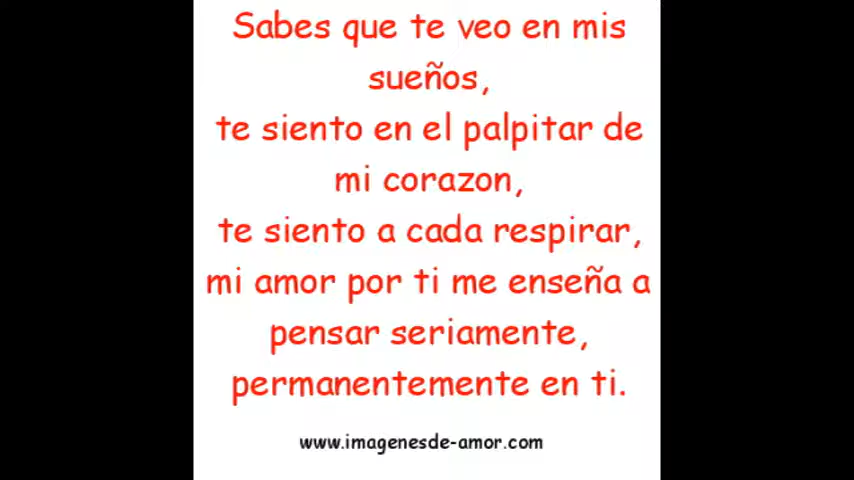 Sabes que te veo en mis
sueños,
te siento en el palpitar de
mi corazon,
te siento a cada respirar,
mi amor por ti me enseña a
pensar seriamente,
permanentemente en ti.
www.imagenesde-amor.com